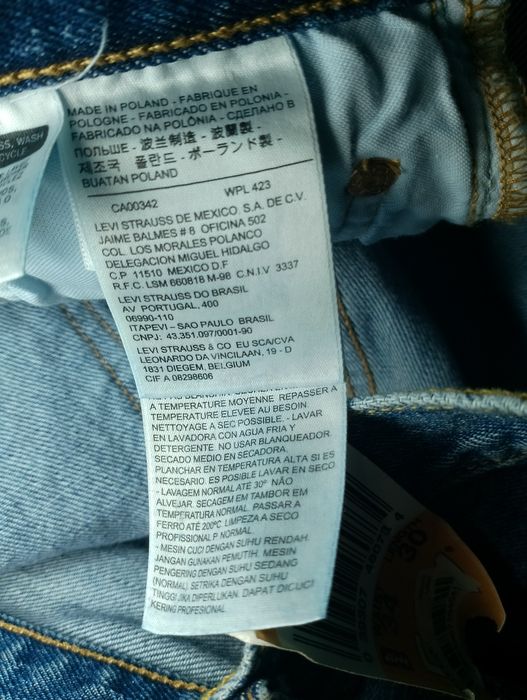 MADE IN POLAND - FABRIQUE EN
POLOGNE - FABRICADO EN POLONIA -
FABRICADO NA POLÔNIA - СДЕЛАНО В
ПОЛЬШЕ - 波兰制造 - 波蘭製 -
제조국 폴란드 - ポーランド製 -
BUATAN POLAND
CA00342 WPL 423
LEVI STRAUSS DE MEXICO, S.A. DE C.V.
JAIME BALMES # 8 OFICINA 502
COL. LOS MORALES POLANCO
DELEGACION MIGUEL HIDALGO
C.P. 11510 MEXICO D.F
R.F.C. LSM 660818 M-98 C.N.I.V 3337
LEVI STRAUSS DO BRASIL
AV PORTUGAL, 400
06990-110
ITAPEVI – SAO PAULO BRASIL
CNPJ: 43.351.097/0001-90
LEVI STRAUSS & CO EU SCA/CVA
LEONARDO DA VINCILAAN, 19 - D
1831 DIEGEM, BELGIUM
CIF A 08298606
A TEMPERATURE MOYENNE REPASSER A
TEMPERATURE ELEVEE AU BESOIN.
NETTOYAGE A SEC POSSIBLE. - LAVAR
EN LAVADORA CON AGUA FRIA Y
DETERGENTE NO USAR BLANQUEADOR.
SECADO MEDIO EN SECADORA.
PLANCHAR EN TEMPERATURA ALTA SI ES
NECESARIO. ES POSIBLE LAVAR EN SECO
- LAVAGEM NORMAL ATÉ 30° NÃO
ALVEJAR. SECAGEM EM TAMBOR EM
TEMPERATURA NORMAL. PASSAR A
FERRO ATÉ 200°C LIMPEZA A SECO
PROFISSIONAL P NORMAL.
- MESIN CUCI DENGAN SUHU RENDAH.
JANGAN GUNAKAN PEMUTIH. MESIN
PENGERING DENGAN SUHU SEDANG
(NORMAL) SETRIKA DENGAN SUHU
TINGGI JIKA DIPERLUKAN. DAPAT DICUCI
KERING PROFESIONAL.
WASH